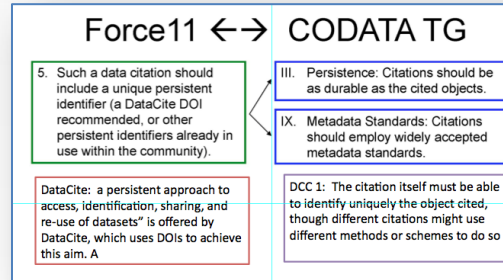 Force11 ←→ CODATA TG
5. Such a data citation should
include a unique persistent
identifier (a DataCite DOI
recommended, or other
persistent identifiers already in
use within the community).
III. Persistence: Citations should be
as durable as the cited objects.
IX. Metadata Standards: Citations
should employ widely accepted
metadata standards.
DataCite: a persistent approach to
access, identification, sharing, and
re-use of datasets” is offered by
DataCite, which uses DOIs to achieve
this aim. A
DCC 1: The citation itself must be able
to identify uniquely the object cited,
though different citations might use
different methods or schemes to do so